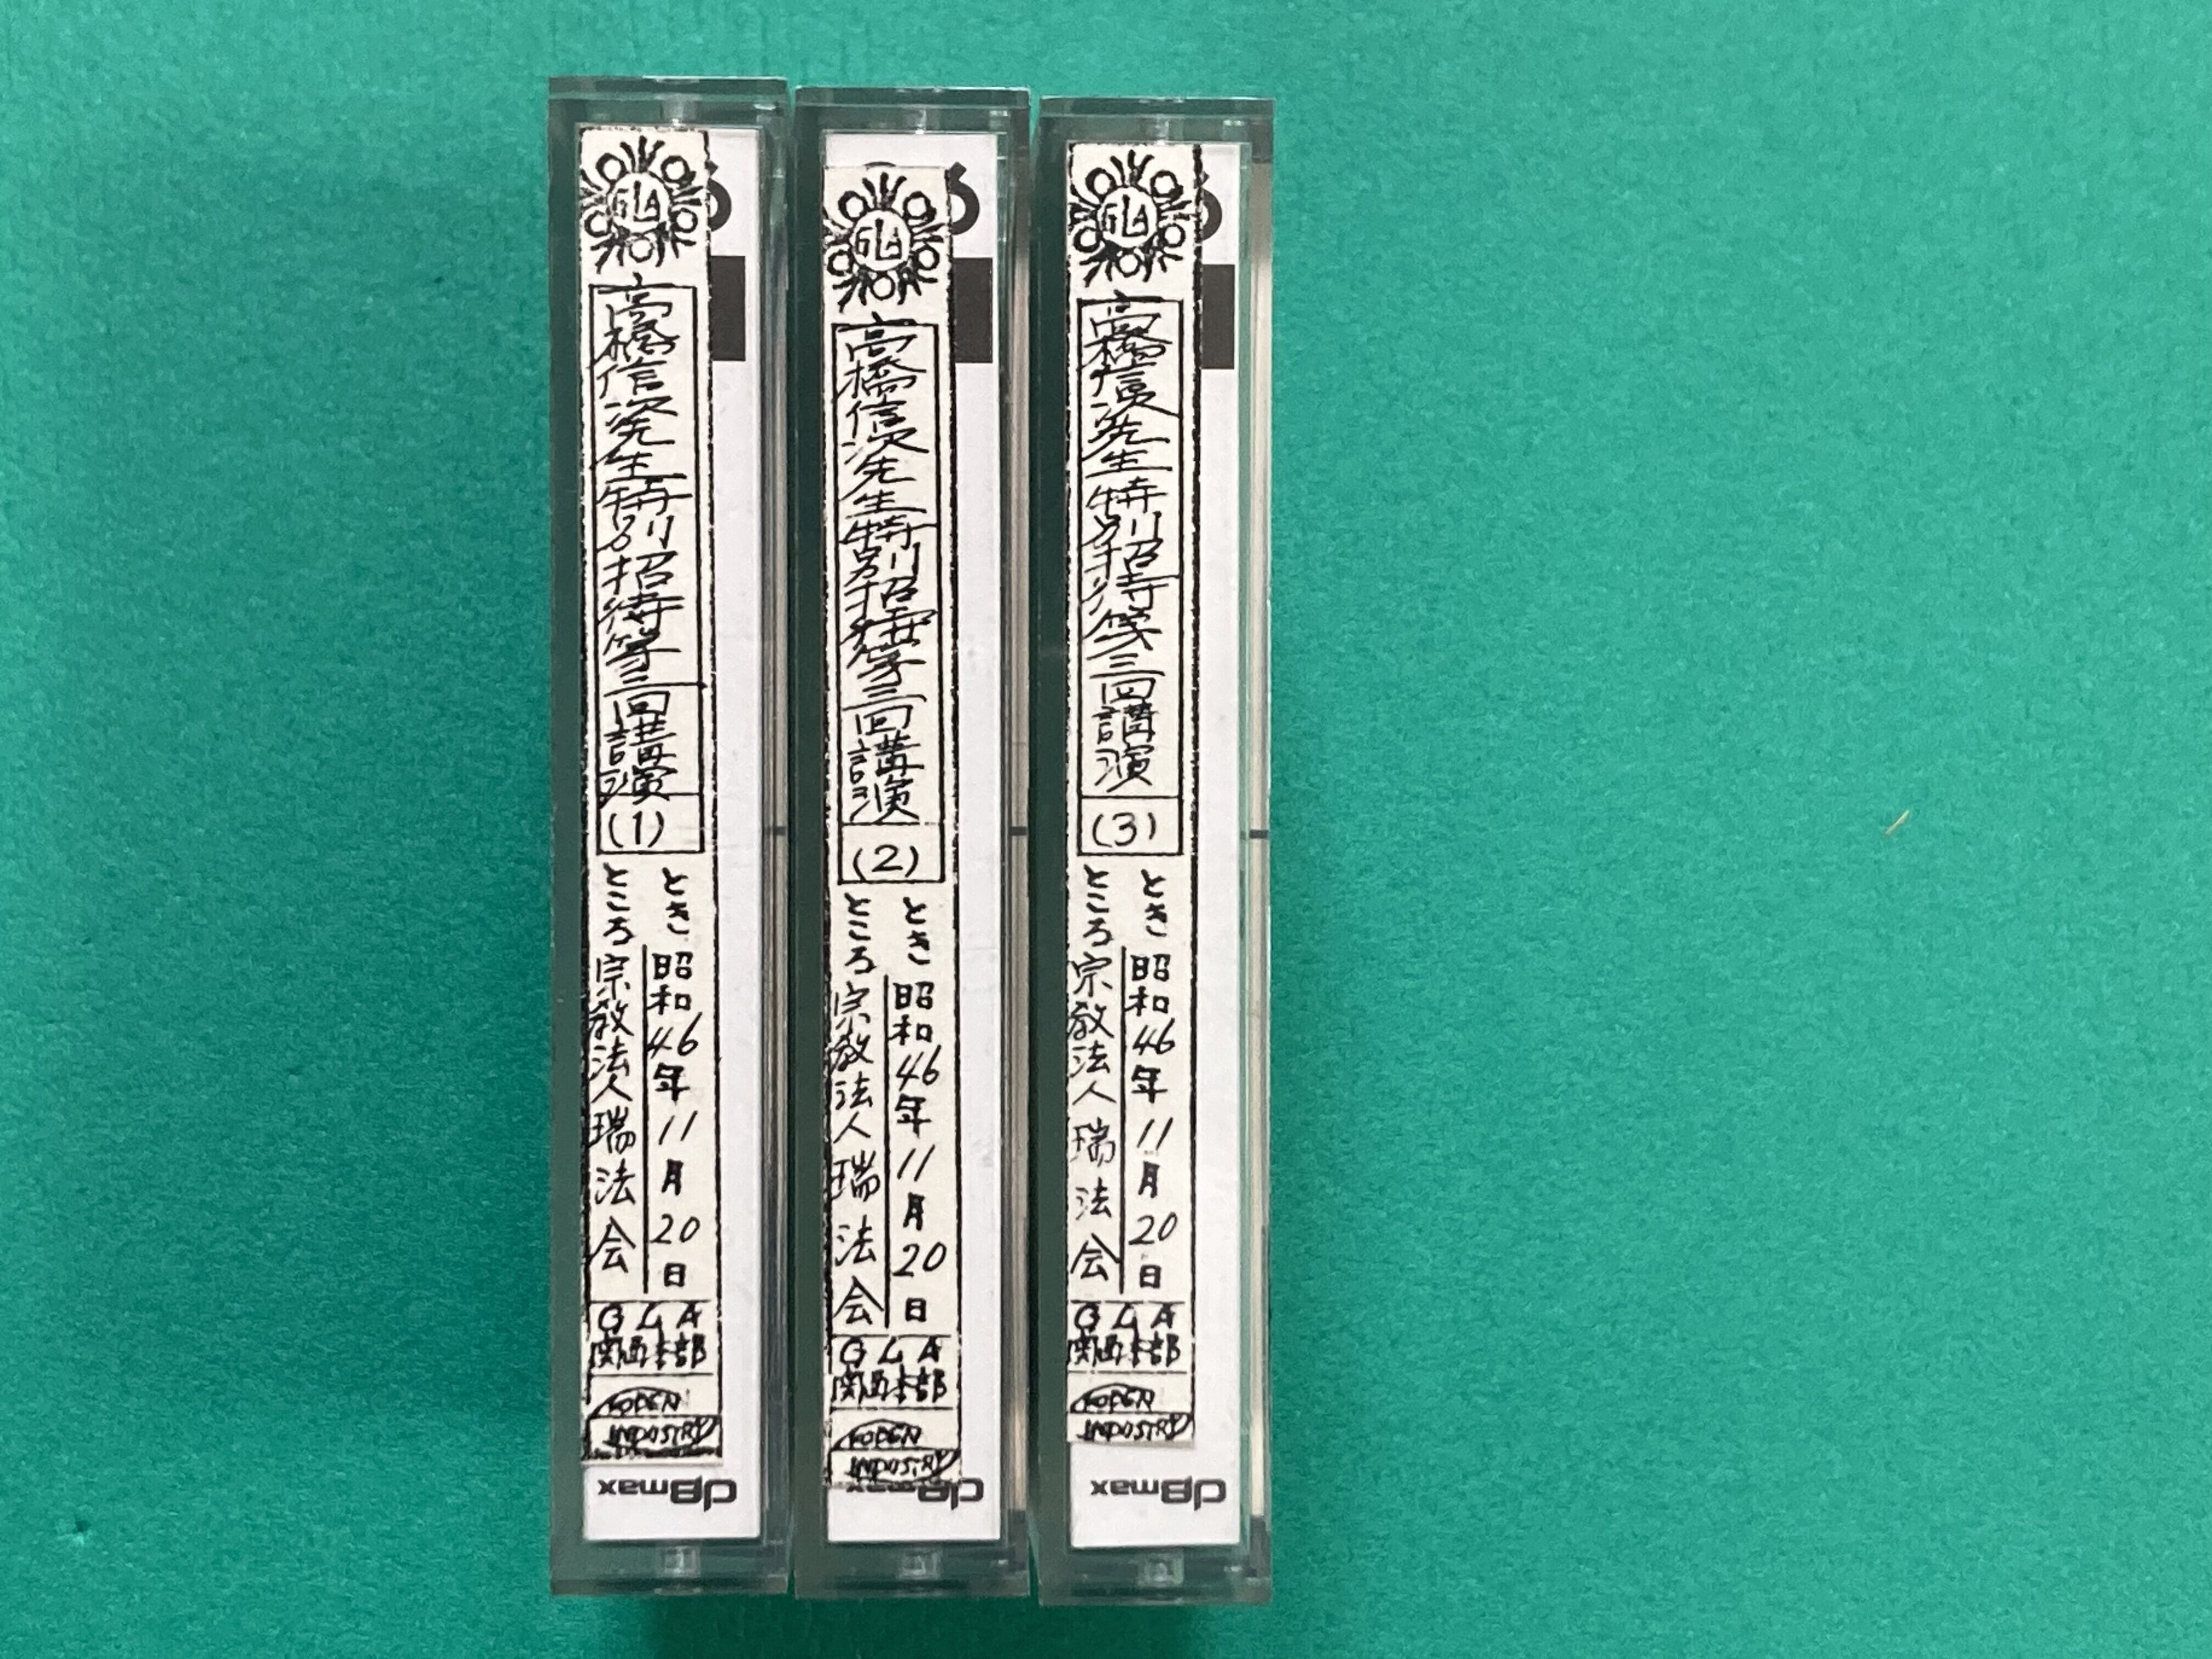 GLA
高橋信次先生特別招待第三回講演
(1)
とき 昭和46年11月20日
ところ 宗教法人瑞法会
GLA
関西本部
KOPEN
INDUSTRY
dBmax
GLA
高橋信次先生特別招待第三回講演
(2)
とき 昭和46年11月20日
ところ 宗教法人瑞法会
GLA
関西本部
KOPEN
INDUSTRY
dBmax
GLA
高橋信次先生特別招待第三回講演
(3)
とき 昭和46年11月20日
ところ 宗教法人瑞法会
GLA
関西本部
KOPEN
INDUSTRY
dBmax